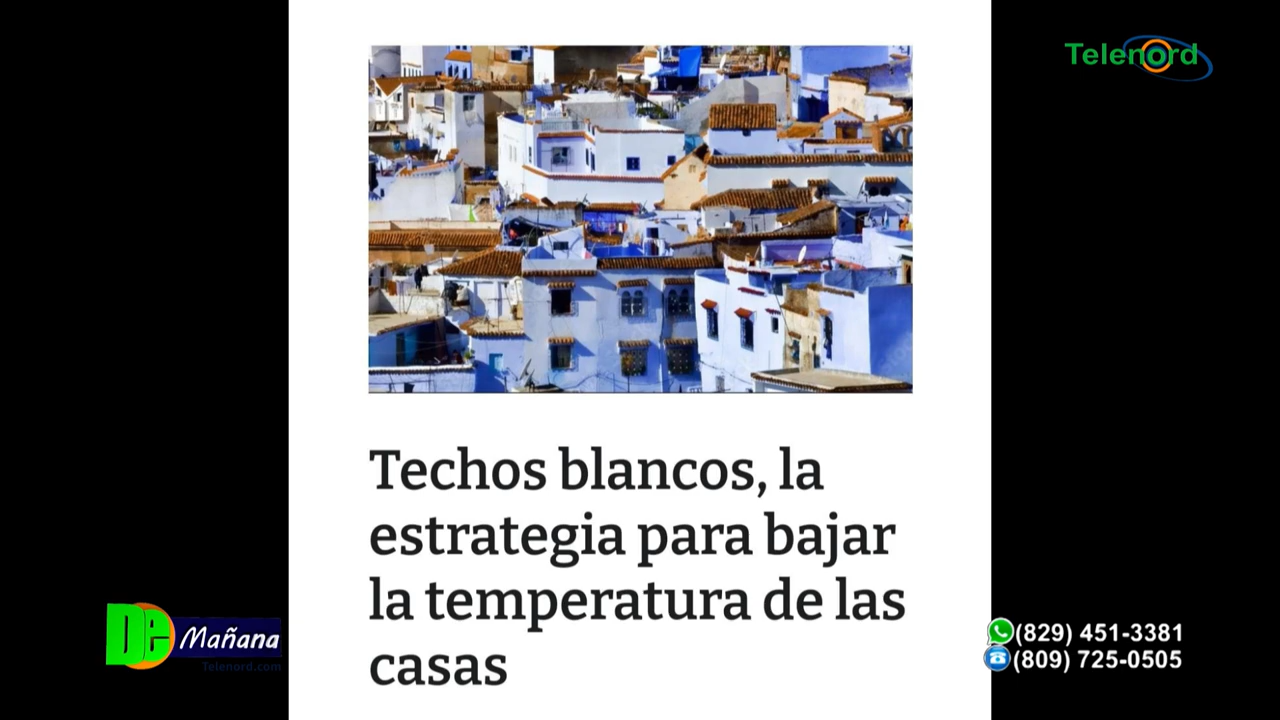 Telenord
Techos blancos, la
estrategia para bajar
la temperatura de las
casas
De Mañana
Telenord.com
(829) 451-3381
(809) 725-0505